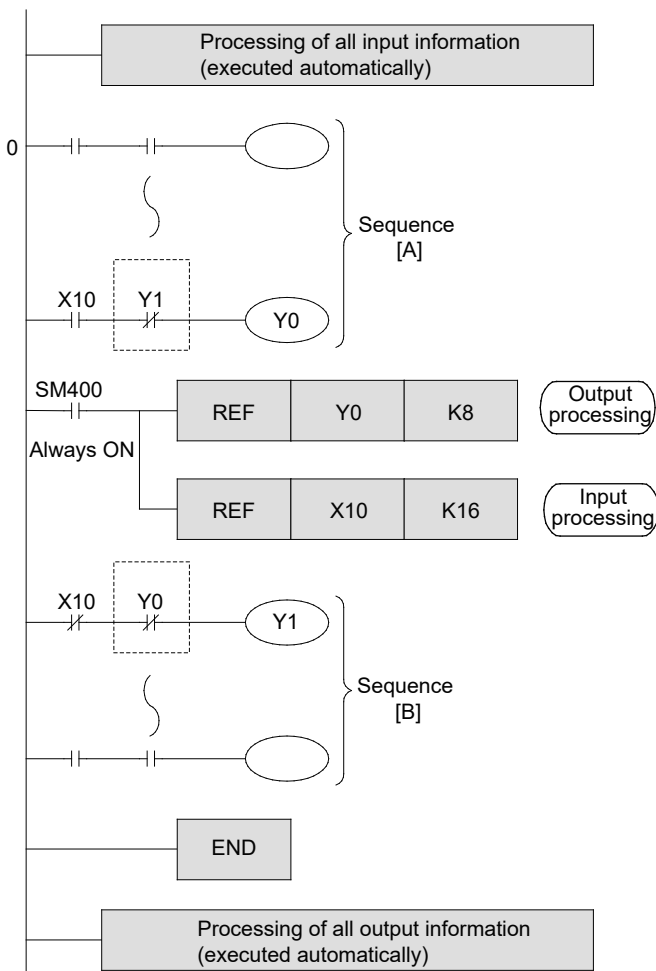 Processing of all input information
(executed automatically)
0
Sequence
[A]
X10 Y1
Y0
SM400
REF Y0 K8
Output
processing
Always ON
REF X10 K16
Input
processing
X10 Y0
Y1
Sequence
[B]
END
Processing of all output information
(executed automatically)